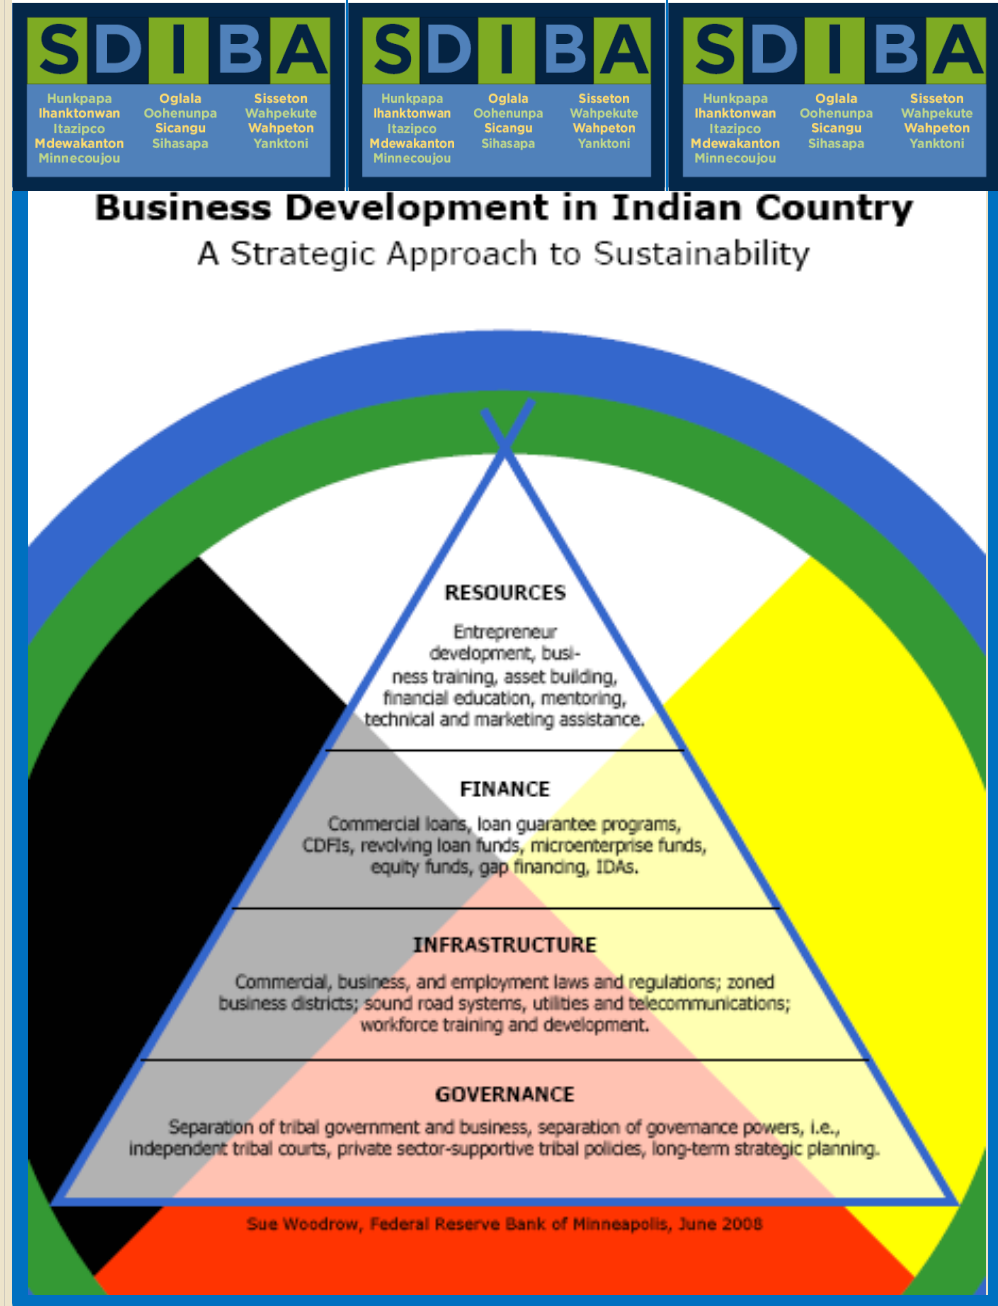 SDIBA SDIBA SDIBA
Hunkpapa Oglala Sisseton Hunkpapa Oglala Sisseton Hunkpapa Oglala Sisseton
Ihanktonwan Oohenunpa Wahpekute Ihanktonwan Oohenunpa Wahpekute Ihanktonwan Oohenunpa Wahpekute
Itazipco Sicangu Wahpeton Itazipco Sicangu Wahpeton Itazipco Sicangu Wahpeton
Mdewakanton Sihasapa Yanktoni Mdewakanton Sihasapa Yanktoni Mdewakanton Sihasapa Yanktoni
Minnecoujou Minnecoujou Minnecoujou
Business Development in Indian Country
A Strategic Approach to Sustainability
RESOURCES
Entrepreneur
development, busi-
ness training, asset building,
financial education, mentoring,
technical and marketing assistance.
FINANCE
Commercial loans, loan guarantee programs,
CDFIs, revolving loan funds, microenterprise funds,
equity funds, gap financing, IDAs.
INFRASTRUCTURE
Commercial, business, and employment laws and regulations; zoned
business districts; sound road systems, utilities and telecommunications;
workforce training and development.
GOVERNANCE
Separation of tribal government and business, separation of governance powers, i.e.,
independent tribal courts, private sector-supportive tribal policies, long-term strategic planning.
Sue Woodrow, Federal Reserve Bank of Minneapolis, June 2008